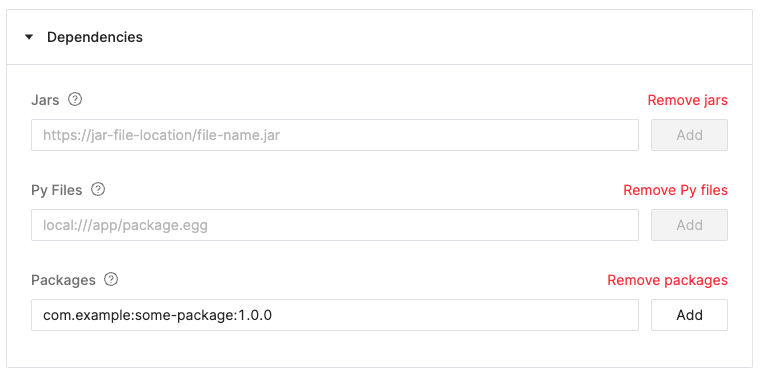 Dependencies
Jars ? Remove jars
https://jar-file-location/file-name.jar Add
Py Files ? Remove Py files
local:///app/package.egg Add
Packages ? Remove packages
com.example:some-package:1.0.0 Add